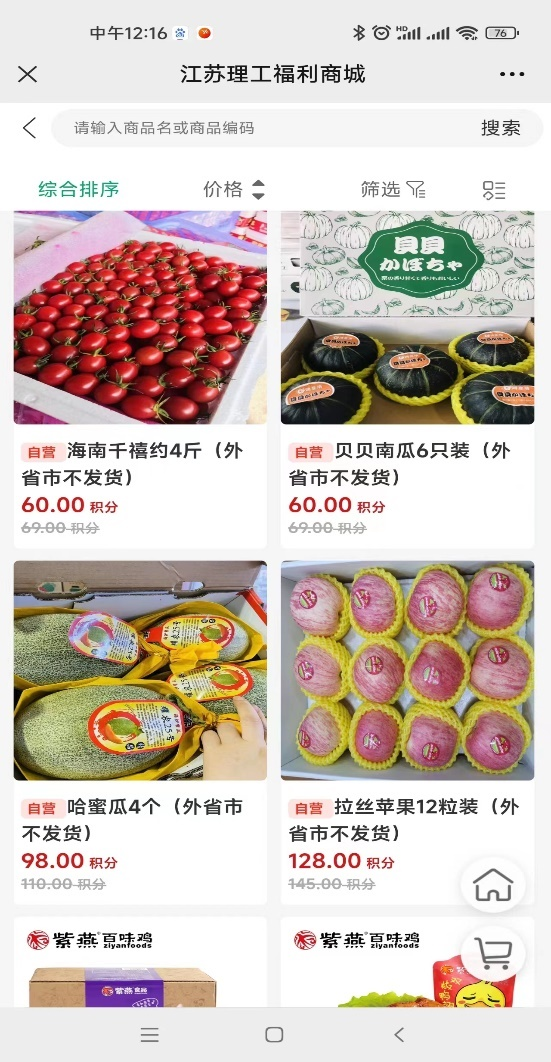 中午12:16
HD
76
江苏理工福利商城
请输入商品名或商品编码
搜索
综合排序
价格
筛选
贝贝
かぼちゃ
自营 海南千禧约4斤（外
省市不发货）
60.00 积分
69.00 积分
自营 贝贝南瓜6只装（外
省市不发货）
60.00 积分
69.00 积分
自营 哈蜜瓜4个（外省市
不发货）
98.00 积分
110.00 积分
自营 拉丝苹果12粒装（外
省市不发货）
128.00 积分
145.00 积分
紫燕®百味鸡
ziyanfoods
紫燕食品
紫燕®百味鸡
ziyanfoods